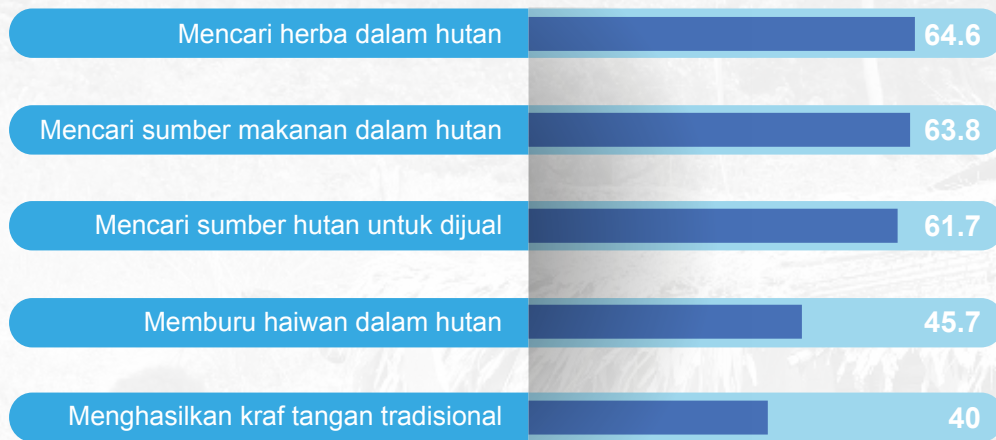 Mencari herba dalam hutan 64.6
Mencari sumber makanan dalam hutan 63.8
Mencari sumber hutan untuk dijual 61.7
Memburu haiwan dalam hutan 45.7
Menghasilkan kraf tangan tradisional 40